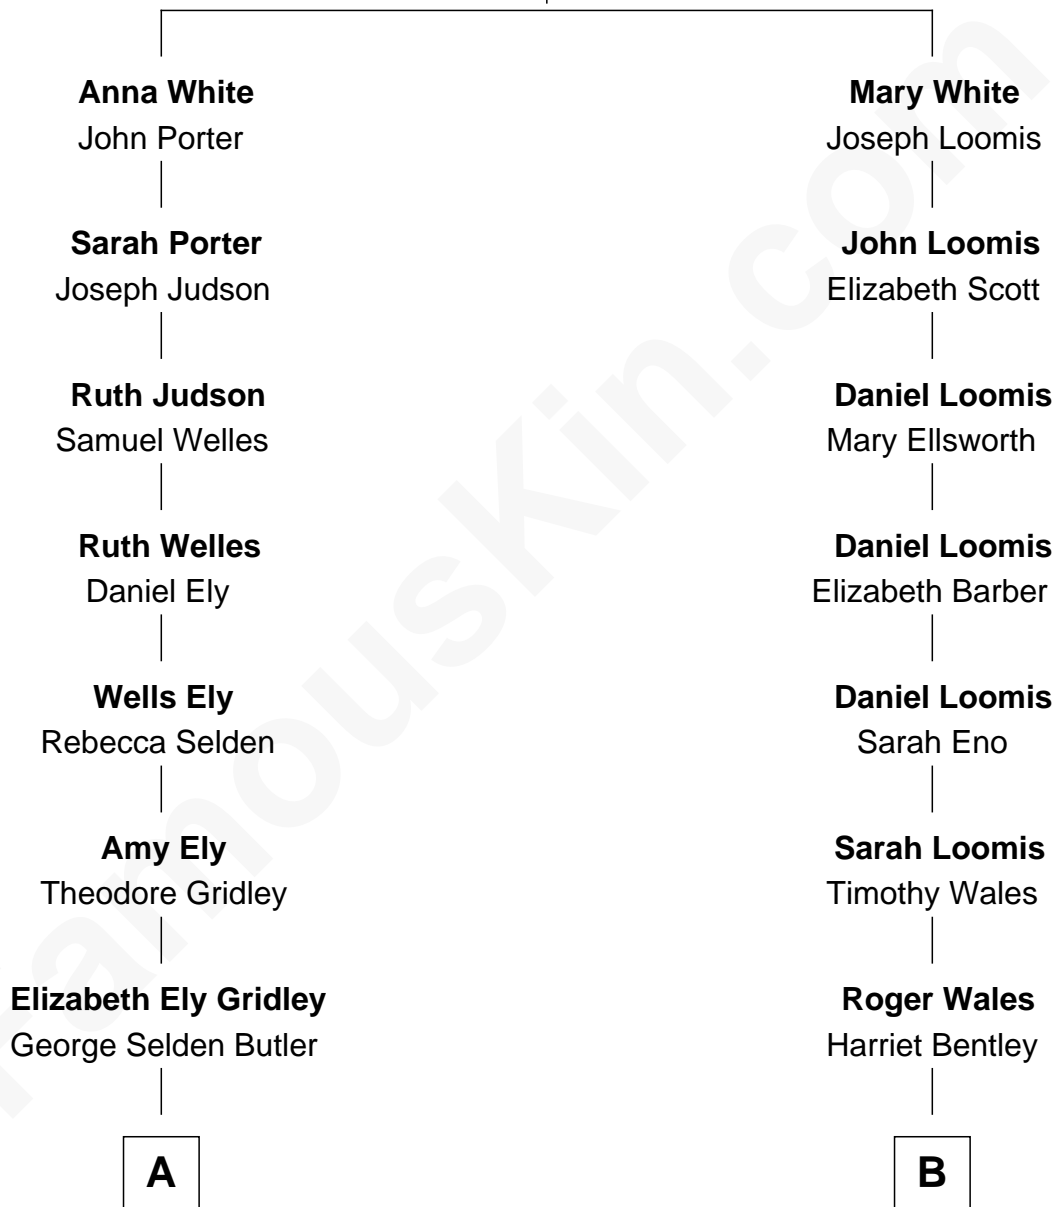 Anna White
John Porter
Mary White
Joseph Loomis
Sarah Porter
Joseph Judson
John Loomis
Elizabeth Scott
Ruth Judson
Samuel Welles
Daniel Loomis
Mary Ellsworth
Ruth Welles
Daniel Ely
Daniel Loomis
Elizabeth Barber
Wells Ely
Rebecca Selden
Daniel Loomis
Sarah Eno
Amy Ely
Theodore Gridley
Sarah Loomis
Timothy Wales
Elizabeth Ely Gridley
George Selden Butler
Roger Wales
Harriet Bentley
A
B
FamousKin.com